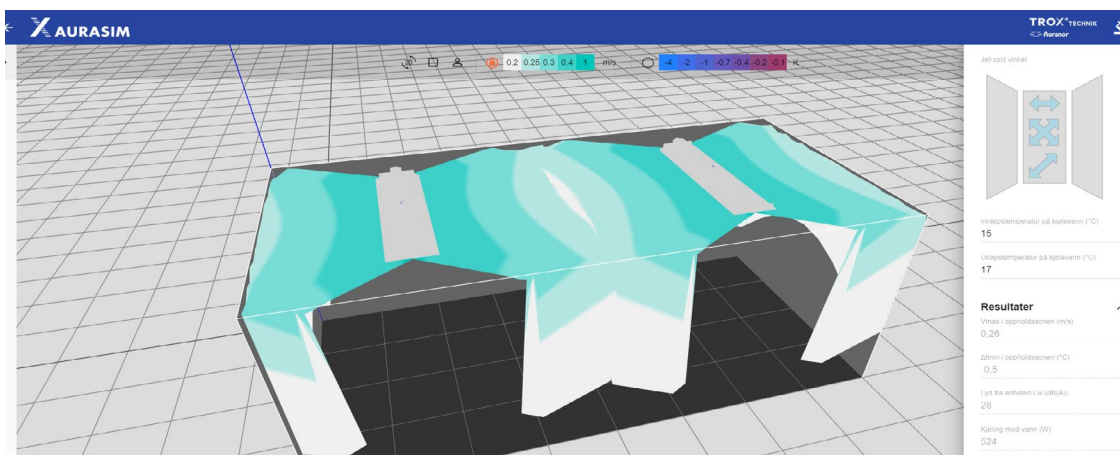 AURASIM
TROX® TECHNIK
Auranor
0,2 0,25 0,3 0,4 1 m/s
-4 -2 -1 -0,7 -0,4 -0,2 -0,1 K
Jet-split vinkel
Innløpstemperatur på kjølevann (°C)
15
Utløpstemperatur på kjølevann (°C)
17
Resultater
Vmax i oppholdssonen (m/s)
0,26
Δtmin i oppholdssonen (°C)
-0,5
Lyd fra enheten Lw (dB(A))
28
Kjøling med vann (W)
524